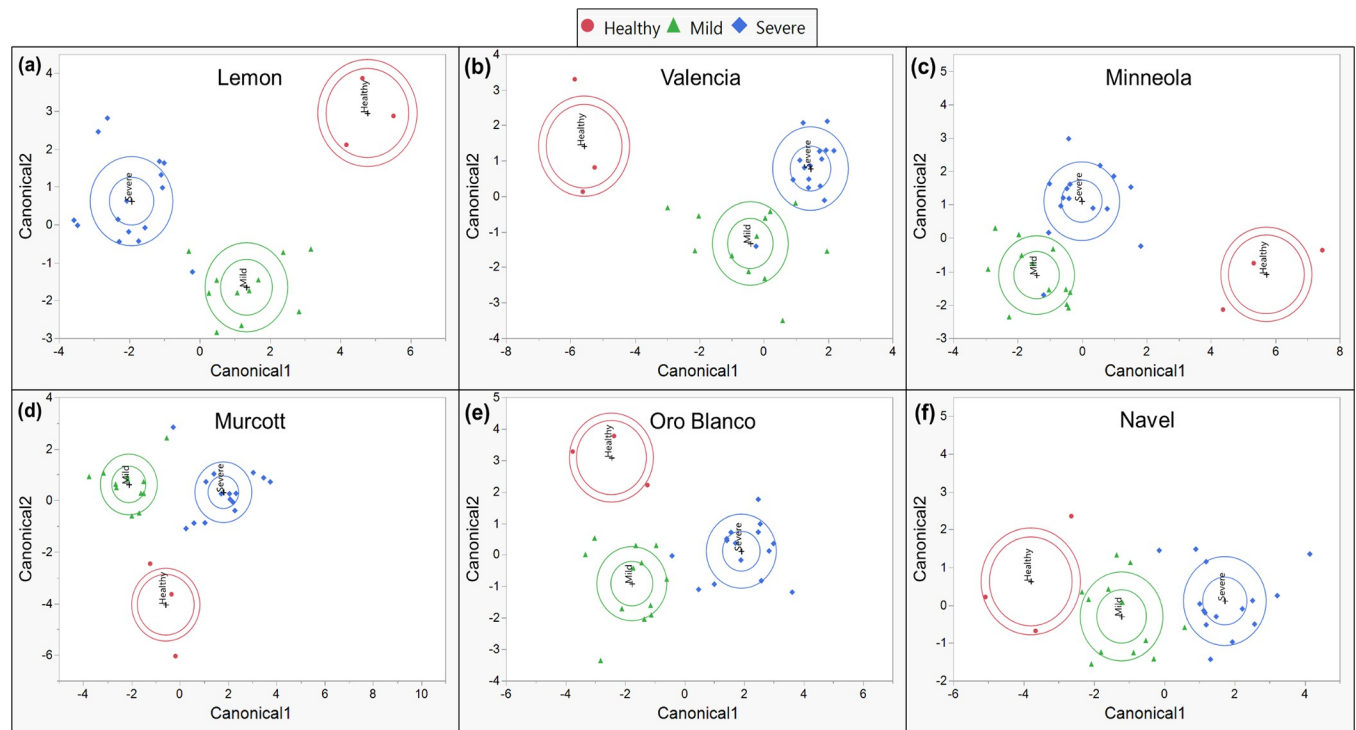 Healthy Mild Severe
(a) Lemon
Canonical2
4
3
2
1
0
-1
-2
-3
-4 -2 0 2 4 6
Canonical1
Healthy
Severe
Mild
(b) Valencia
Canonical2
4
3
2
1
0
-1
-2
-3
-4
-8 -6 -4 -2 0 2 4
Canonical1
Healthy
Severe
Mild
(c) Minneola
Canonical2
5
4
3
2
1
0
-1
-2
-3
-4 -2 0 2 4 6 8
Canonical1
Severe
Mild
Healthy
(d) Murcott
Canonical2
4
2
0
-2
-4
-6
-4 -2 0 2 4 6 8 10
Canonical1
Mild
Severe
Healthy
(e) Oro Blanco
Canonical2
5
4
3
2
1
0
-1
-2
-3
-4
-6 -4 -2 0 2 4 6
Canonical1
Healthy
Severe
Mild
(f) Navel
Canonical2
5
4
3
2
1
0
-1
-2
-6 -4 -2 0 2 4
Canonical1
Healthy
Mild
Severe